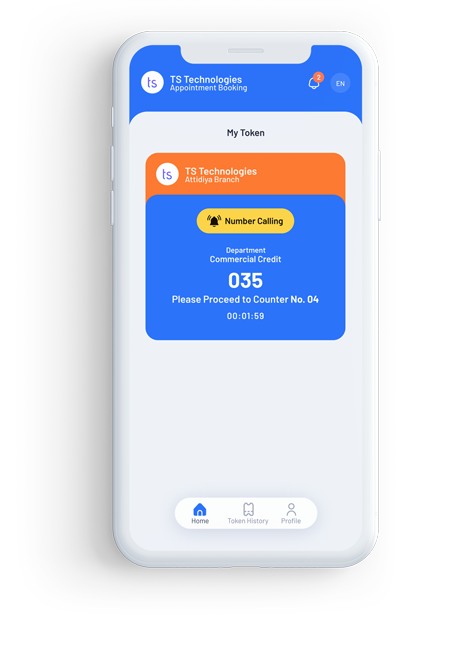 ts
TS Technologies
Appointment Booking
2
EN
My Token
ts
TS Technologies
Attidiya Branch
Number Calling
Department
Commercial Credit
035
Please Proceed to Counter No. 04
00:01:59
Home
Token History
Profile